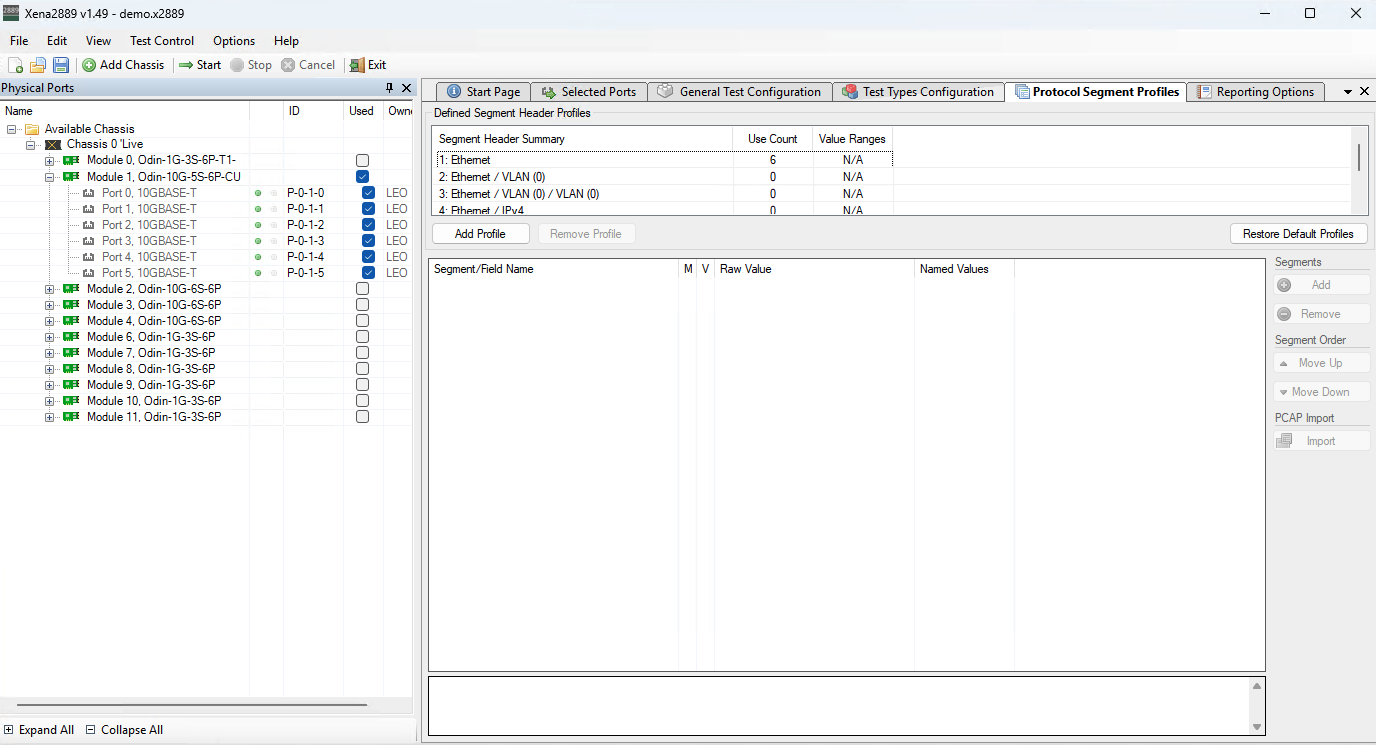 Xena2889 v1.49 - demo.x2889
File Edit View Test Control Options Help
Add Chassis Start Stop Cancel Exit
Physical Ports
Name ID Used Owne
Available Chassis
Chassis 0 'Live
Module 0, Odin-1G-3S-6P-T1-
Module 1, Odin-10G-5S-6P-CU
Port 0, 10GBASE-T P-0-1-0 LEO
Port 1, 10GBASE-T P-0-1-1 LEO
Port 2, 10GBASE-T P-0-1-2 LEO
Port 3, 10GBASE-T P-0-1-3 LEO
Port 4, 10GBASE-T P-0-1-4 LEO
Port 5, 10GBASE-T P-0-1-5 LEO
Module 2, Odin-10G-6S-6P
Module 3, Odin-10G-6S-6P
Module 4, Odin-10G-6S-6P
Module 6, Odin-1G-3S-6P
Module 7, Odin-1G-3S-6P
Module 8, Odin-1G-3S-6P
Module 9, Odin-1G-3S-6P
Module 10, Odin-1G-3S-6P
Module 11, Odin-1G-3S-6P
Expand All Collapse All
Start Page Selected Ports General Test Configuration Test Types Configuration Protocol Segment Profiles Reporting Options
Defined Segment Header Profiles
Segment Header Summary Use Count Value Ranges
1: Ethernet 6 N/A
2: Ethernet / VLAN (0) 0 N/A
3: Ethernet / VLAN (0) / VLAN (0) 0 N/A
4: Ethernet / IPv4 0 N/A
Add Profile Remove Profile Restore Default Profiles
Segment/Field Name M V Raw Value Named Values
Segments
Add
Remove
Segment Order
Move Up
Move Down
PCAP Import
Import